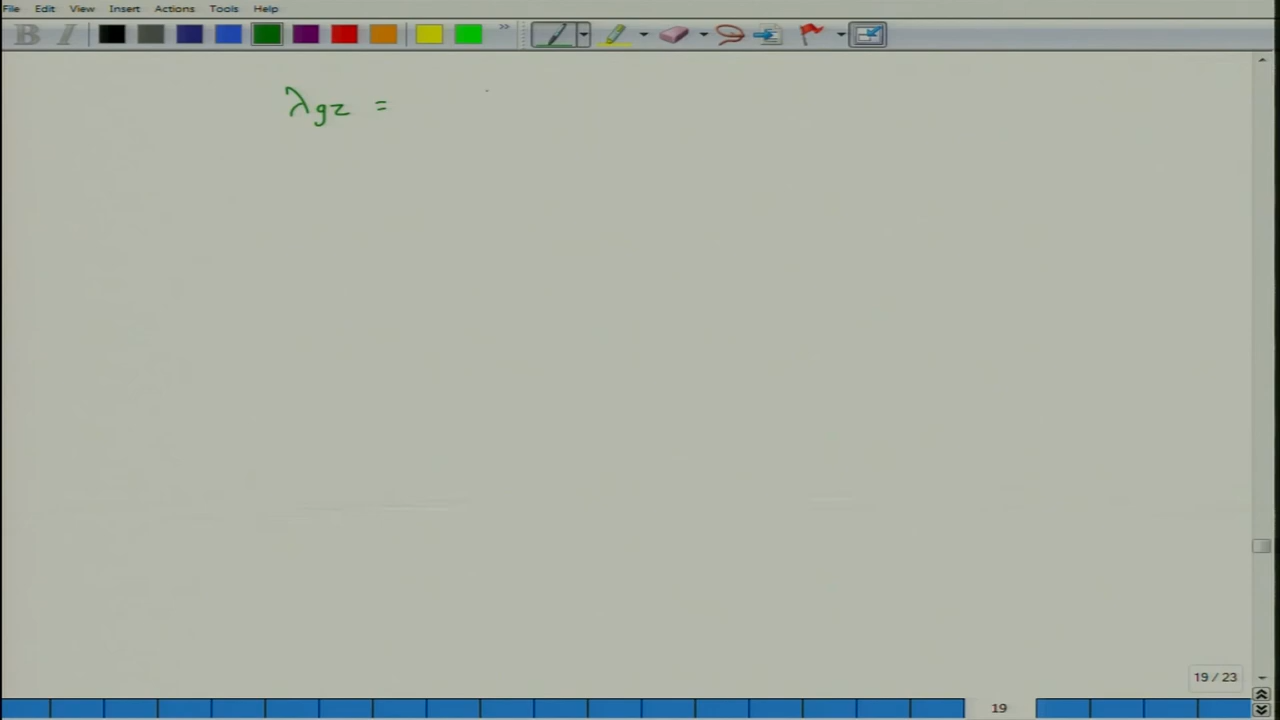 File Edit View Insert Actions Tools Help
B I
λgz =
19 / 23
19